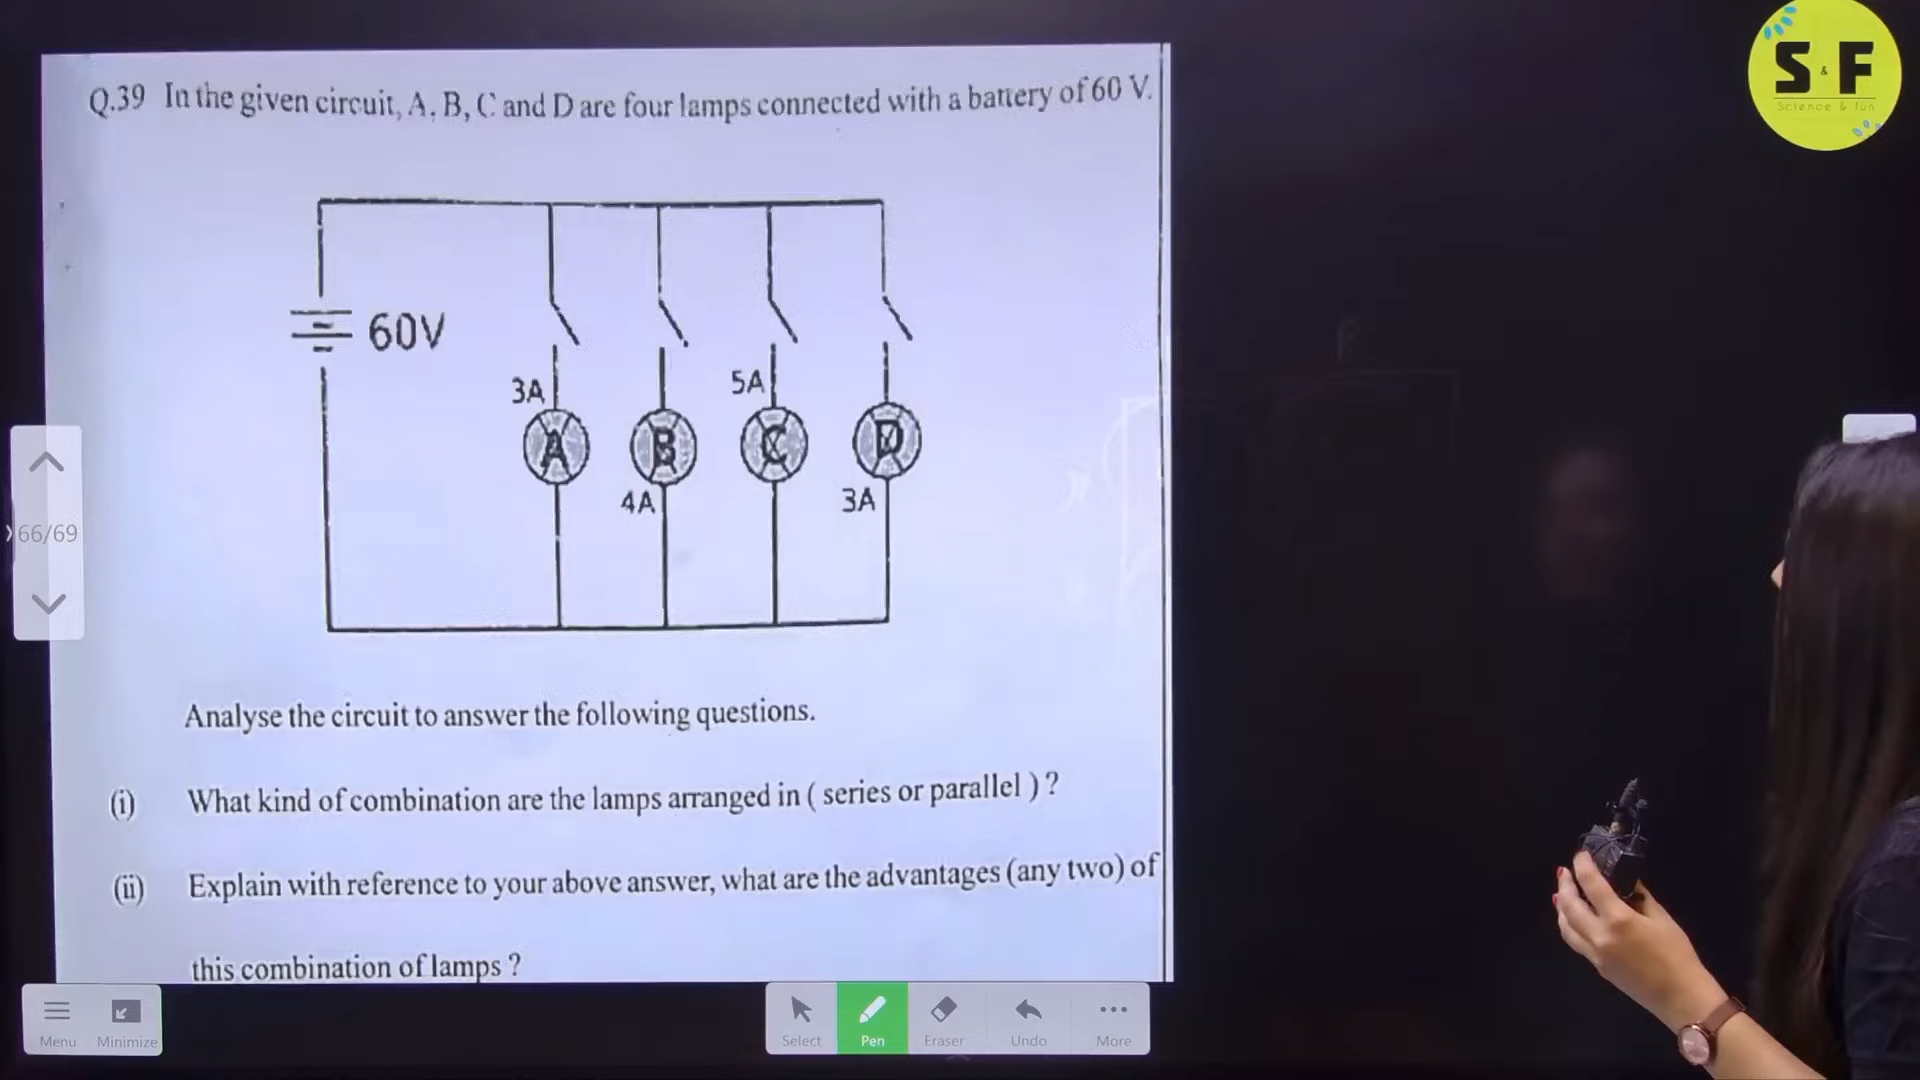 S & F
Science & fun
Q.39 In the given circuit, A, B, C and D are four lamps connected with a battery of 60 V.
60V
3A
5A
A
B
C
D
4A
3A
66/69
Analyse the circuit to answer the following questions.
(i) What kind of combination are the lamps arranged in ( series or parallel ) ?
(ii) Explain with reference to your above answer, what are the advantages (any two) of
this combination of lamps ?
Menu
Minimize
Select
Pen
Eraser
Undo
More